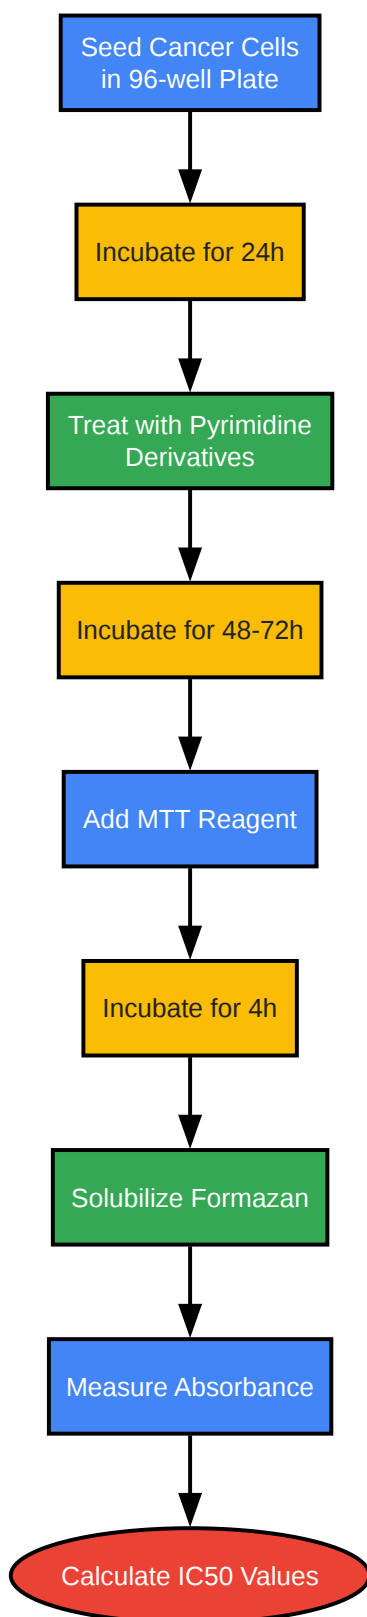 Seed Cancer Cells
in 96-well Plate
Incubate for 24h
Treat with Pyrimidine
Derivatives
Incubate for 48-72h
Add MTT Reagent
Incubate for 4h
Solubilize Formazan
Measure Absorbance
Calculate IC50 Values